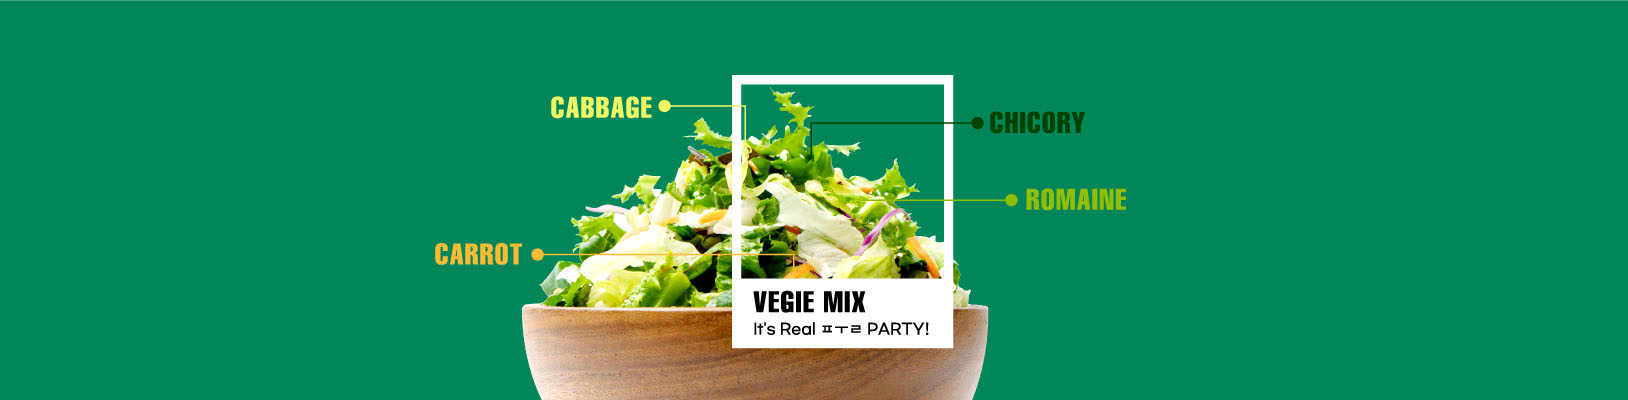 CABBAGE
CHICORY
ROMAINE
CARROT
VEGIE MIX
It's Real ㅍㅜㄹ PARTY!